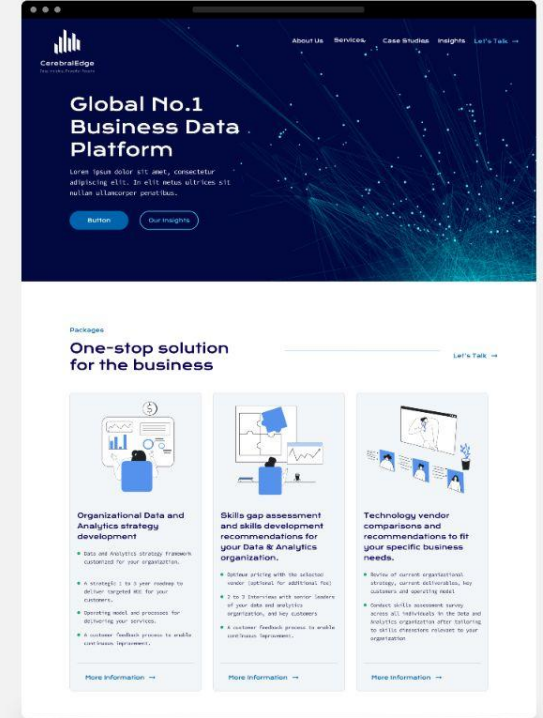 About Us Services Case Studies Insights Let's Talk →
CerebralEdge
Global No.1
Business Data
Platform
Lorem ipsum dolor sit amet, consectetur
adipiscing elit. In elit metus ultrices sit
nullam ullamcorper penatibus.
Button Our Insights
Packages
One-stop solution
for the business
Let's Talk →
Organizational Data and
Analytics strategy
development
Data and Analytics strategy framework
customized for your organization.
A strategic 1 to 3 year roadmap to
deliver targeted ROI for your
customers.
Operating model and processes for
delivering your services.
A customer feedback process to enable
continuous improvement.
More Information →
Skills gap assessment
and skills development
recommendations for
your Data & Analytics
organization.
Optimum pricing with the selected
vendor (optional for additional fee)
2 to 3 Interviews with senior leaders
of your data and analytics
organization, and key customers
A customer feedback process to enable
continuous improvement.
More Information →
Technology vendor
comparisons and
recommendations to fit
your specific business
needs.
Review of current organizational
strategy, current deliverables, key
customers and operating model
Conduct skills assessment survey
across all individuals in the Data and
Analytics organization after tailoring
to skills dimensions relevant to your
organization
More Information →